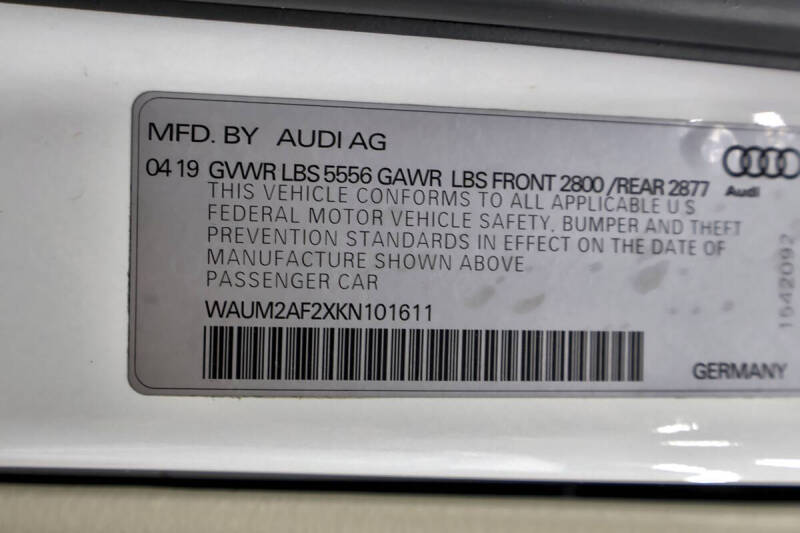 MFD. BY AUDI AG
04 19 GVWR LBS 5556 GAWR LBS FRONT 2800 /REAR 2877
THIS VEHICLE CONFORMS TO ALL APPLICABLE U S
FEDERAL MOTOR VEHICLE SAFETY, BUMPER AND THEFT
PREVENTION STANDARDS IN EFFECT ON THE DATE OF
MANUFACTURE SHOWN ABOVE
PASSENGER CAR
WAUM2AF2XKN101611
Audi
1542092
GERMANY